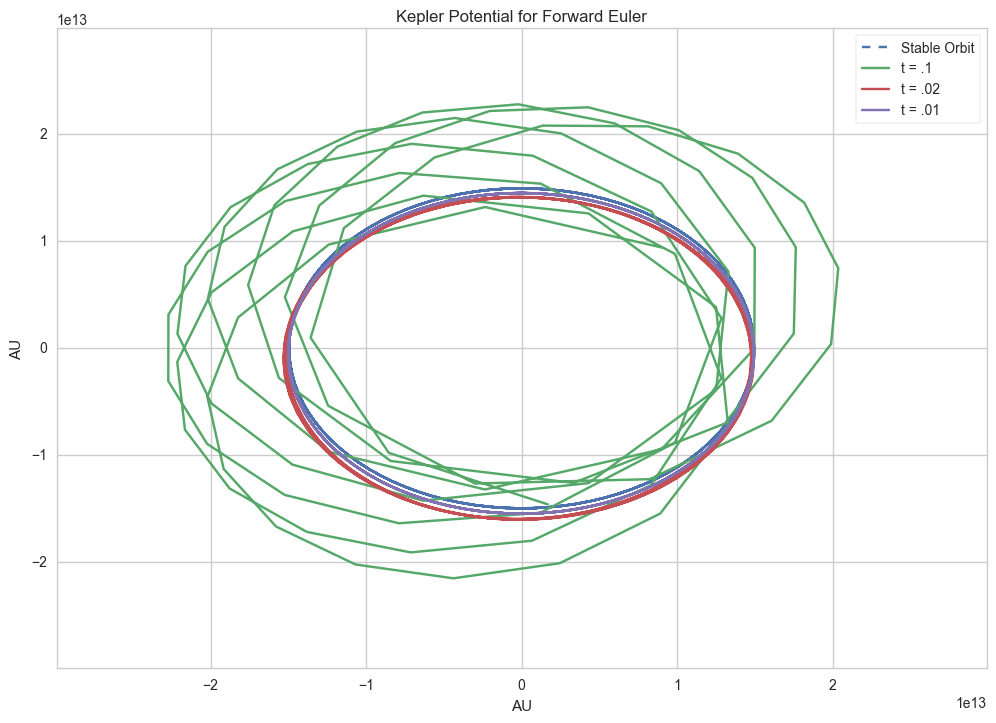 Kepler Potential for Forward Euler
1e13
Stable Orbit
t = .1
t = .02
t = .01
2
1
0
−1
−2
AU
−2 −1 0 1 2
AU
1e13